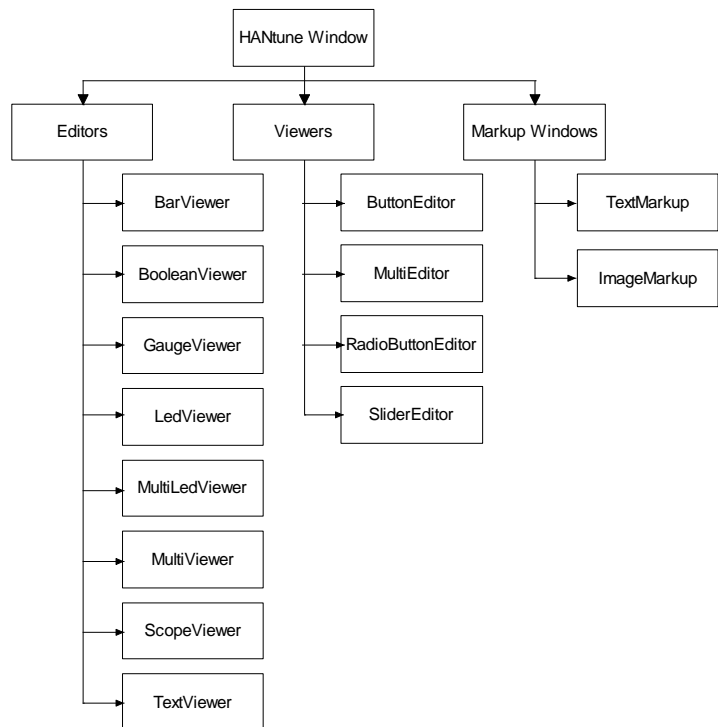 HANtune Window
Editors
Viewers
Markup Windows
BarViewer
ButtonEditor
TextMarkup
BooleanViewer
MultiEditor
ImageMarkup
GaugeViewer
RadioButtonEditor
LedViewer
SliderEditor
MultiLedViewer
MultiViewer
ScopeViewer
TextViewer